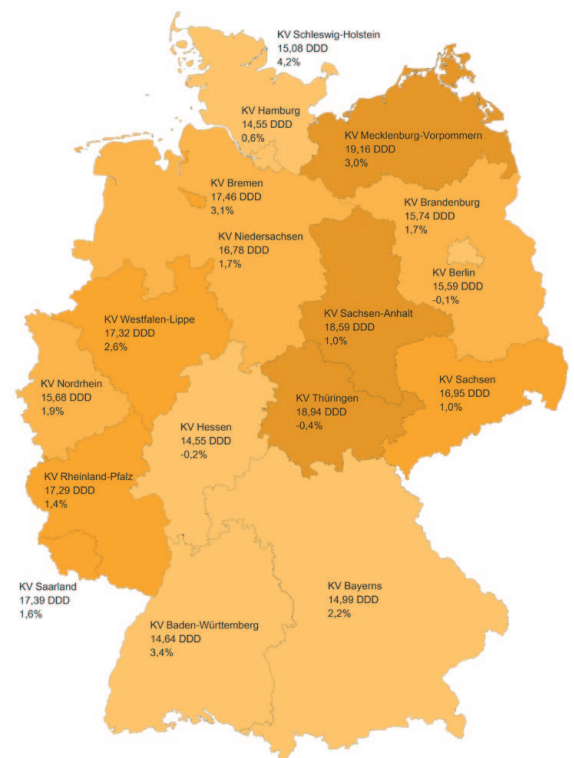 KV Schleswig-Holstein
15,08 DDD
4,2%
KV Hamburg
14,55 DDD
0,6%
KV Mecklenburg-Vorpommern
19,16 DDD
3,0%
KV Bremen
17,46 DDD
3,1%
KV Brandenburg
15,74 DDD
1,7%
KV Niedersachsen
16,78 DDD
1,7%
KV Berlin
15,59 DDD
-0,1%
KV Westfalen-Lippe
17,32 DDD
2,6%
KV Sachsen-Anhalt
18,59 DDD
1,0%
KV Nordrhein
15,68 DDD
1,9%
KV Sachsen
16,95 DDD
1,0%
KV Thüringen
18,94 DDD
-0,4%
KV Hessen
14,55 DDD
-0,2%
KV Rheinland-Pfalz
17,29 DDD
1,4%
KV Saarland
17,39 DDD
1,6%
KV Bayerns
14,99 DDD
2,2%
KV Baden-Württemberg
14,64 DDD
3,4%